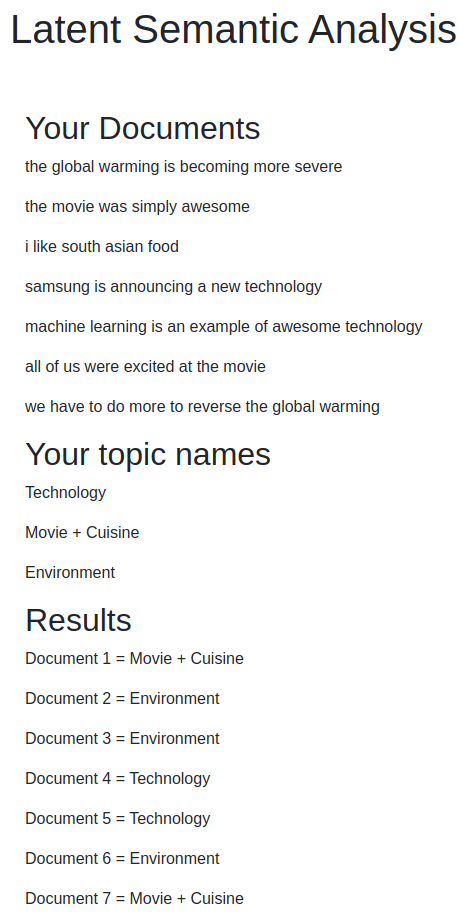 Latent Semantic Analysis
Your Documents
the global warming is becoming more severe
the movie was simply awesome
i like south asian food
samsung is announcing a new technology
machine learning is an example of awesome technology
all of us were excited at the movie
we have to do more to reverse the global warming
Your topic names
Technology
Movie + Cuisine
Environment
Results
Document 1 = Movie + Cuisine
Document 2 = Environment
Document 3 = Environment
Document 4 = Technology
Document 5 = Technology
Document 6 = Environment
Document 7 = Movie + Cuisine